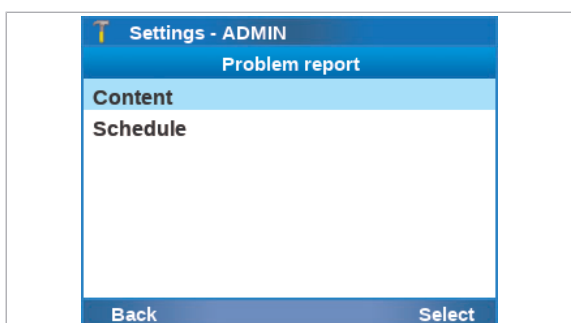 Settings - ADMIN
Problem report
Content
Schedule
Back Select